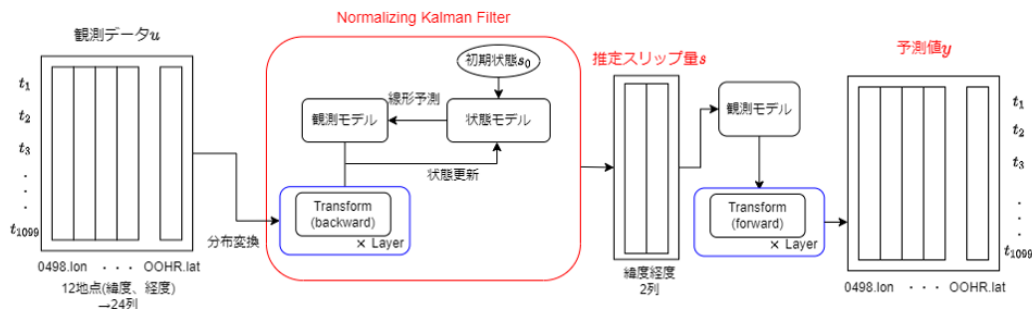 Normalizing Kalman Filter
観測データu
t1
t2
t3
.
.
.
t1099
0498.lon ・・・ OOHR.lat
12地点(緯度、経度)
→24列
分布変換
初期状態s0
線形予測
観測モデル
状態モデル
状態更新
Transform
(backward)
× Layer
推定スリップ量s
緯度経度
2列
観測モデル
Transform
(forward)
× Layer
予測値y
t1
t2
t3
.
.
.
t1099
0498.lon ・・・ OOHR.lat